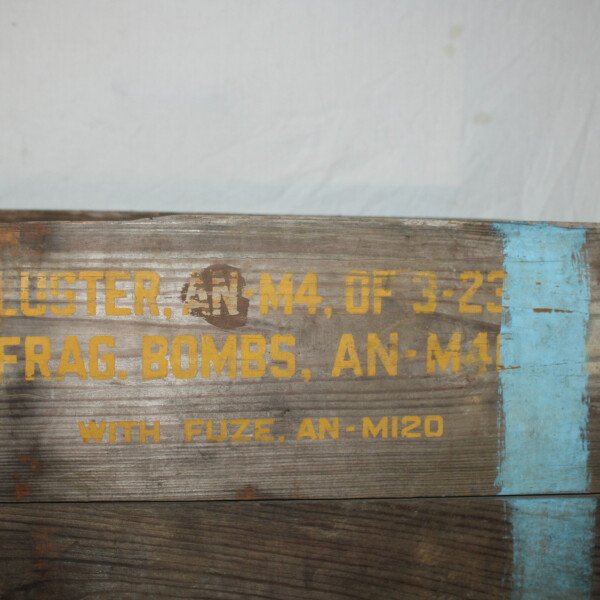 LUSTER, AN-M4, OF 3-23
FRAG. BOMBS, AN-M4
WITH FUZE, AN-M120